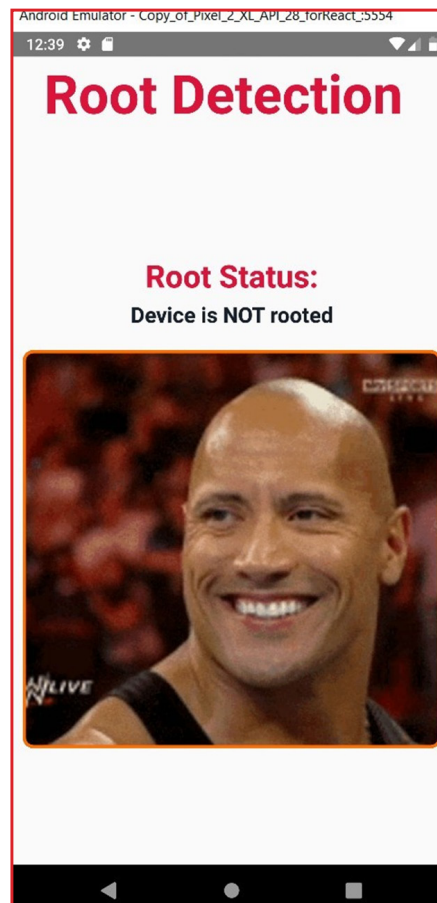 Android Emulator - Copy_of_Pixel_2_XL_API_28_forReact_:5554
12:39
Root Detection
Root Status:
Device is NOT rooted
LIVE